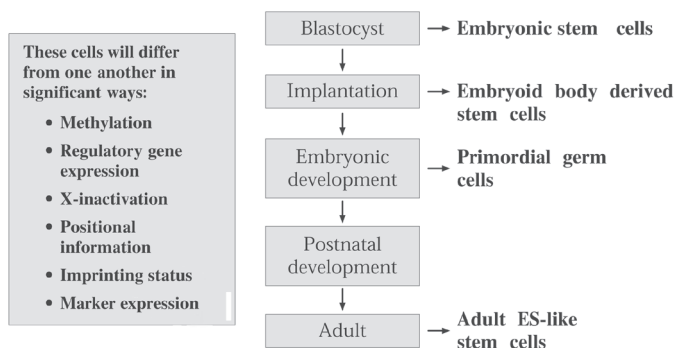 These cells will differ
from one another in
significant ways:
• Methylation
• Regulatory gene
expression
• X-inactivation
• Positional
information
• Imprinting status
• Marker expression
Blastocyst
Embryonic stem cells
Implantation
Embryoid body derived
stem cells
Embryonic
development
Primordial germ
cells
Postnatal
development
Adult
Adult ES-like
stem cells